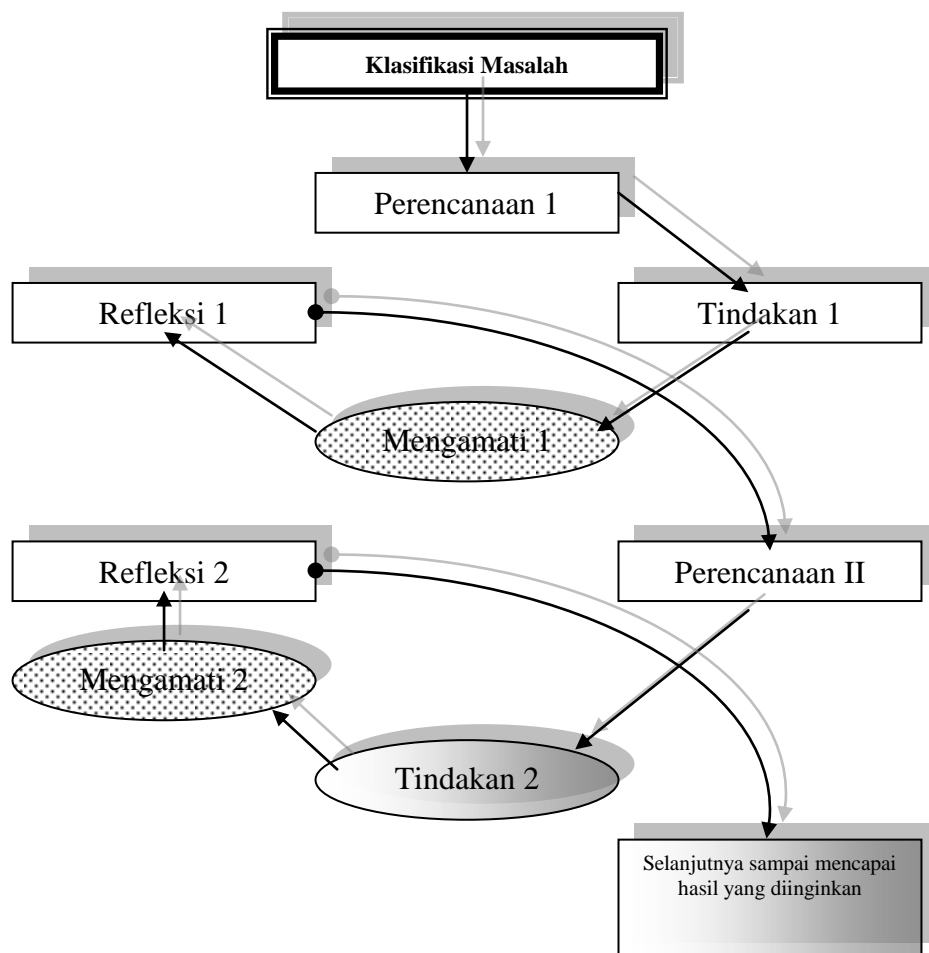 Klasifikasi Masalah
Perencanaan 1
Refleksi 1
Tindakan 1
Mengamati 1
Refleksi 2
Perencanaan II
Mengamati 2
Tindakan 2
Selanjutnya sampai mencapai
hasil yang diinginkan